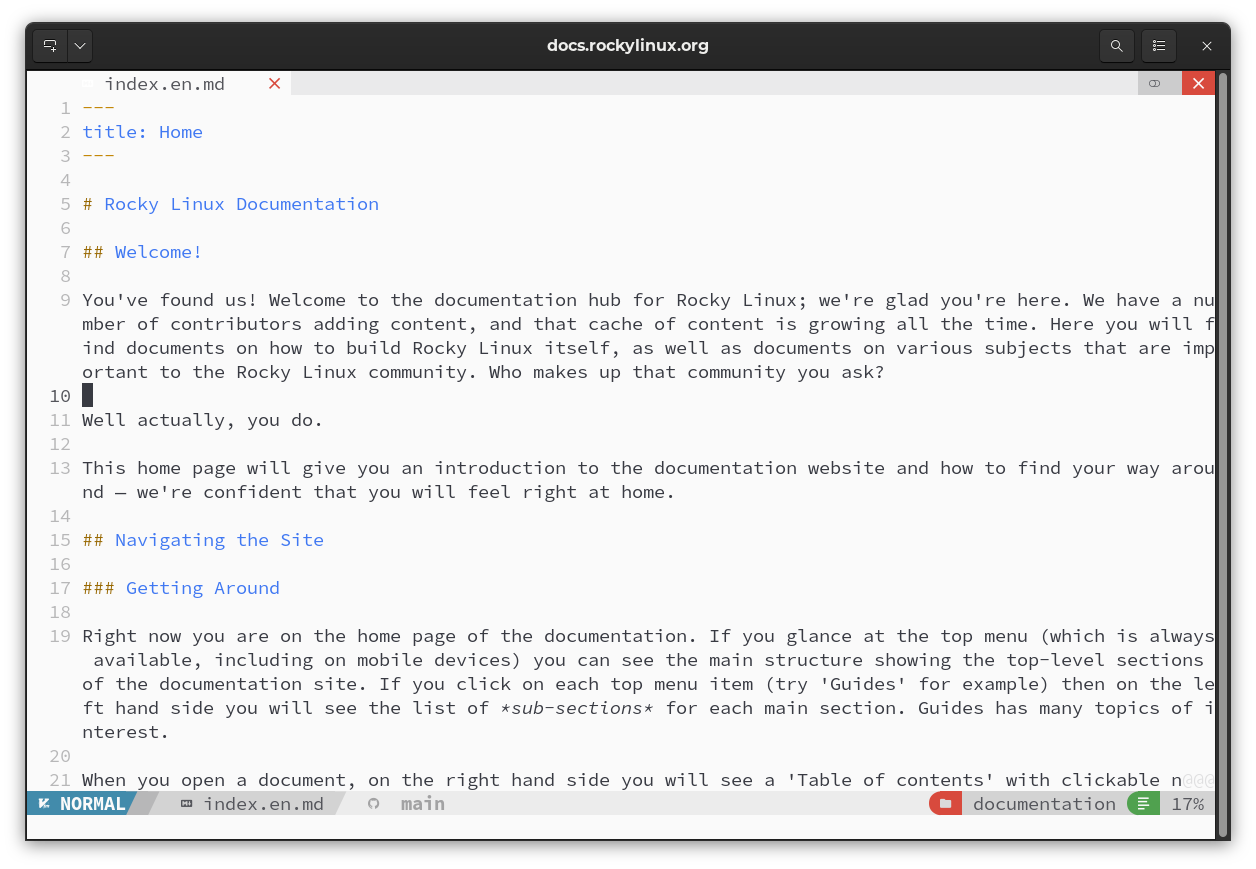 docs.rockylinux.org
index.en.md
1 ---
2 title: Home
3 ---
4
5 # Rocky Linux Documentation
6
7 ## Welcome!
8
9 You've found us! Welcome to the documentation hub for Rocky Linux; we're glad you're here. We have a nu
mber of contributors adding content, and that cache of content is growing all the time. Here you will f
ind documents on how to build Rocky Linux itself, as well as documents on various subjects that are imp
ortant to the Rocky Linux community. Who makes up that community you ask?
10
11 Well actually, you do.
12
13 This home page will give you an introduction to the documentation website and how to find your way arou
nd — we're confident that you will feel right at home.
14
15 ## Navigating the Site
16
17 ### Getting Around
18
19 Right now you are on the home page of the documentation. If you glance at the top menu (which is always
 available, including on mobile devices) you can see the main structure showing the top-level sections
of the documentation site. If you click on each top menu item (try 'Guides' for example) then on the le
ft hand side you will see the list of *sub-sections* for each main section. Guides has many topics of i
nterest.
20
21 When you open a document, on the right hand side you will see a 'Table of contents' with clickable n@@@
NORMAL index.en.md main documentation 17%